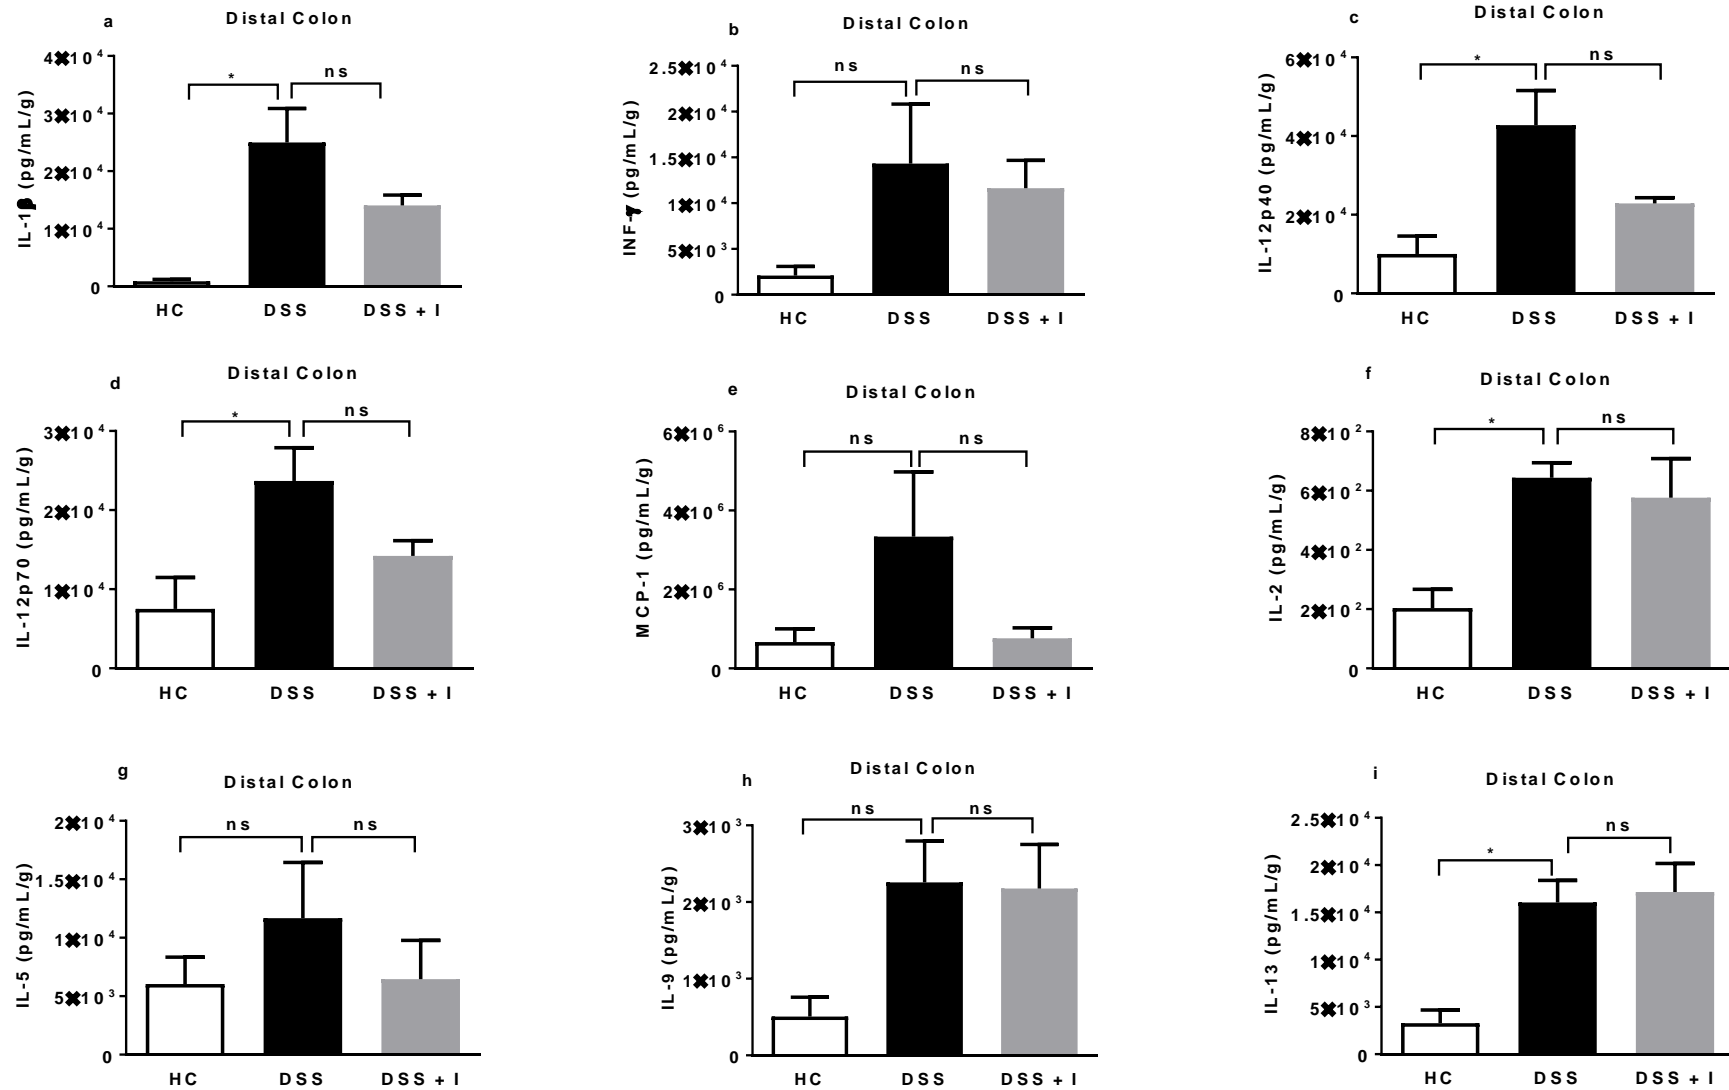 a
Distal Colon
IL-1β (pg/mL/g)
4✖10⁴
3✖10⁴
2✖10⁴
1✖10⁴
0
*
ns
HC
DSS
DSS + I
b
Distal Colon
INF-γ (pg/mL/g)
2.5✖10⁴
2✖10⁴
1.5✖10⁴
1✖10⁴
5✖10³
0
ns
ns
HC
DSS
DSS + I
c
Distal Colon
IL-12p40 (pg/mL/g)
6✖10⁴
4✖10⁴
2✖10⁴
0
*
ns
HC
DSS
DSS + I
d
Distal Colon
IL-12p70 (pg/mL/g)
3✖10⁴
2✖10⁴
1✖10⁴
0
*
ns
HC
DSS
DSS + I
e
Distal Colon
MCP-1 (pg/mL/g)
6✖10⁶
4✖10⁶
2✖10⁶
0
ns
ns
HC
DSS
DSS + I
f
Distal Colon
IL-2 (pg/mL/g)
8✖10²
6✖10²
4✖10²
2✖10²
0
*
ns
HC
DSS
DSS + I
g
Distal Colon
IL-5 (pg/mL/g)
2✖10⁴
1.5✖10⁴
1✖10⁴
5✖10³
0
ns
ns
HC
DSS
DSS + I
h
Distal Colon
IL-9 (pg/mL/g)
3✖10³
2✖10³
1✖10³
0
ns
ns
HC
DSS
DSS + I
i
Distal Colon
IL-13 (pg/mL/g)
2.5✖10⁴
2✖10⁴
1.5✖10⁴
1✖10⁴
5✖10³
0
*
ns
HC
DSS
DSS + I